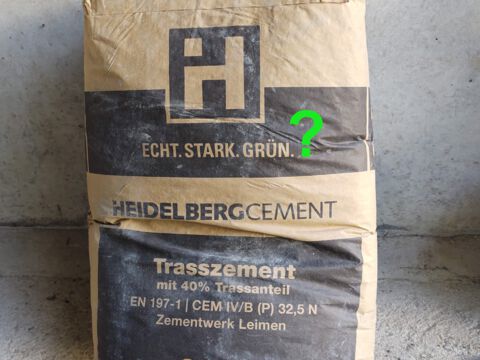 H
ECHT. STARK. GRÜN. ?
HEIDELBERGCEMENT
Trasszement
mit 40% Trassanteil
EN 197-1 | CEM IV/B (P) 32,5 N
Zementwerk Leimen